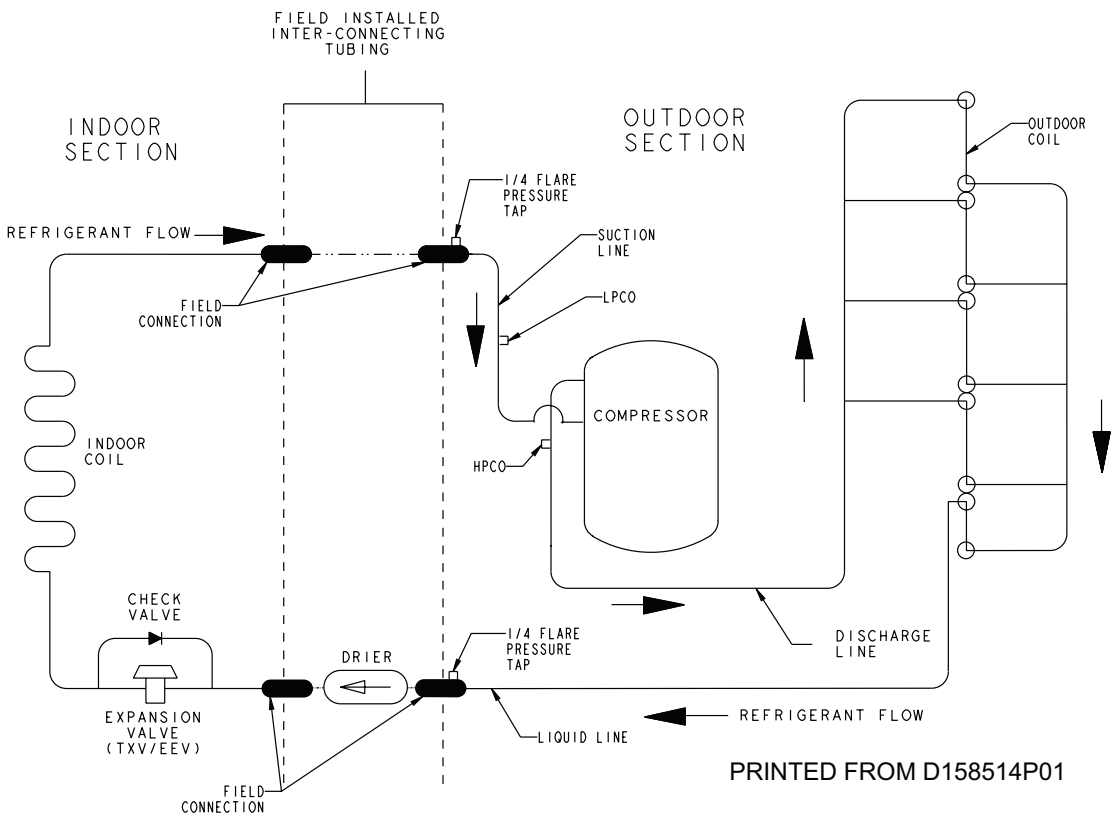 FIELD INSTALLED
INTER-CONNECTING
TUBING
INDOOR
SECTION
OUTDOOR
SECTION
OUTDOOR
COIL
1/4 FLARE
PRESSURE
TAP
REFRIGERANT FLOW
SUCTION
LINE
FIELD
CONNECTION
LPCO
COMPRESSOR
INDOOR
COIL
HPCO
CHECK
VALVE
1/4 FLARE
PRESSURE
TAP
DISCHARGE
LINE
DRIER
EXPANSION
VALVE
(TXV/EEV)
LIQUID LINE
REFRIGERANT FLOW
FIELD
CONNECTION
PRINTED FROM D158514P01